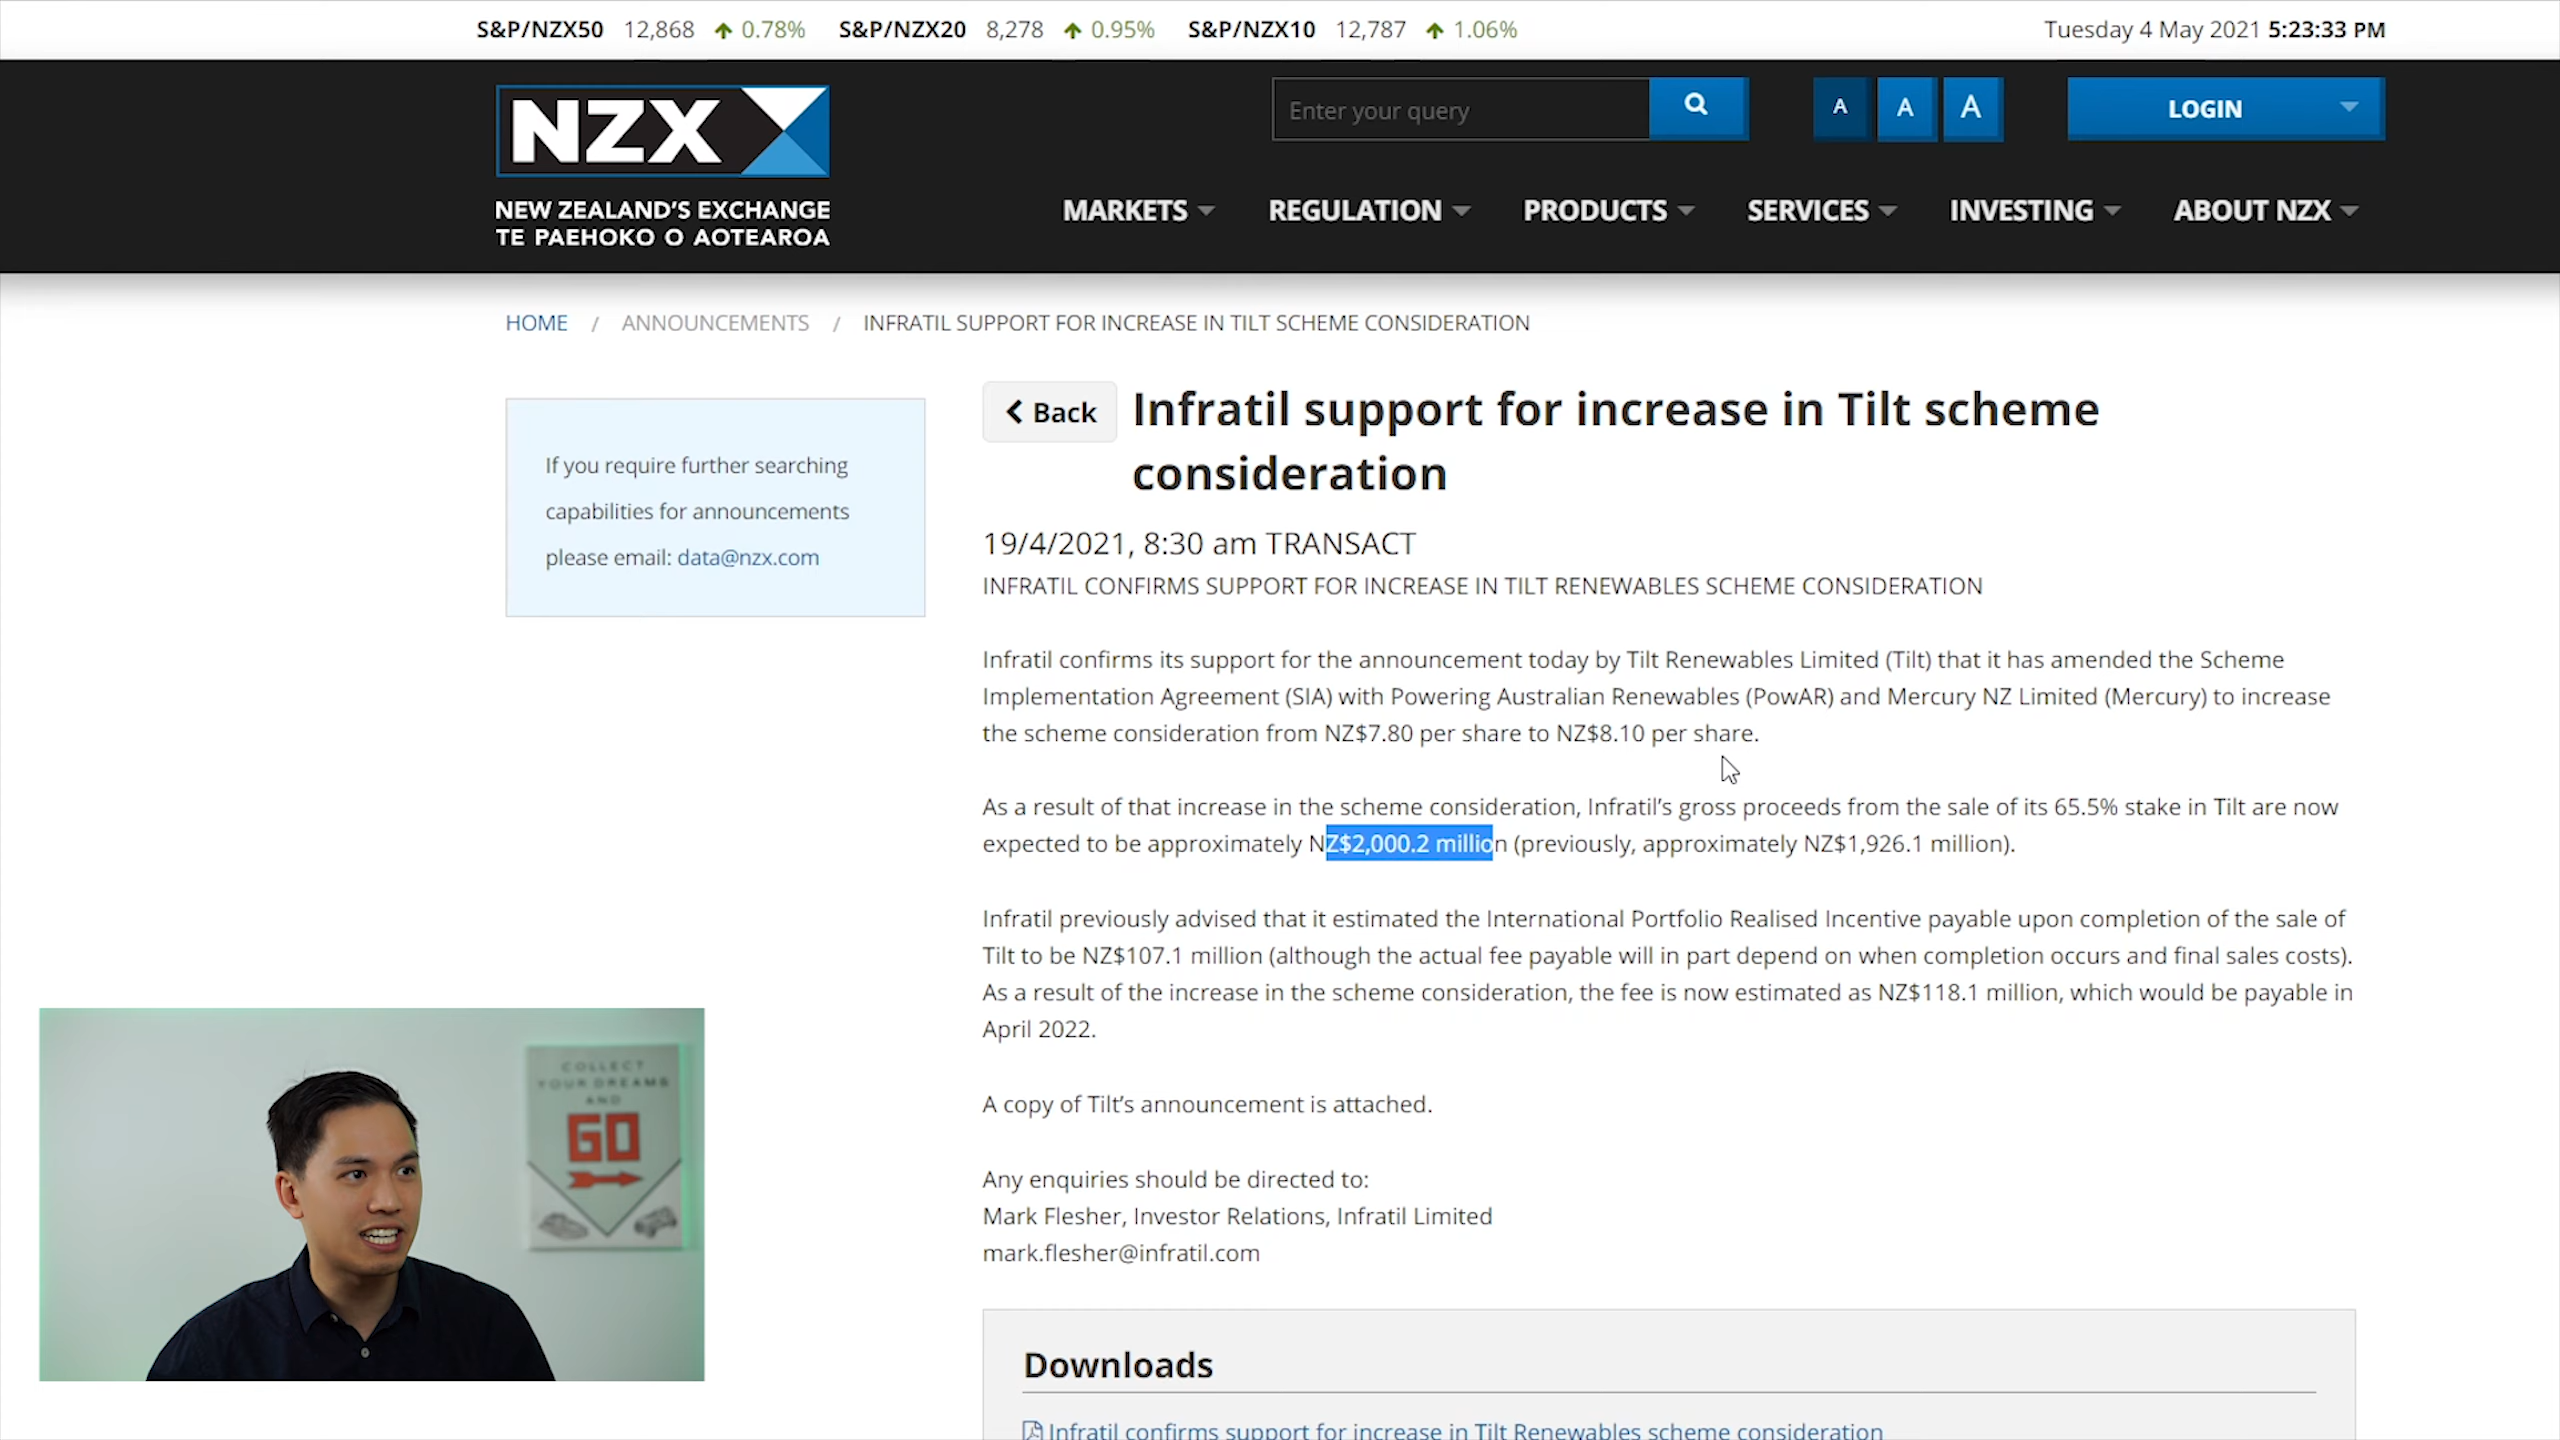 S&P/NZX50 12,868 0.78% S&P/NZX20 8,278 0.95% S&P/NZX10 12,787 1.06% Tuesday 4 May 2021 5:23:33 PM
NZX
NEW ZEALAND'S EXCHANGE
TE PAEHOKO O AOTEAROA
Enter your query
A A A
LOGIN
MARKETS REGULATION PRODUCTS SERVICES INVESTING ABOUT NZX
HOME / ANNOUNCEMENTS / INFRATIL SUPPORT FOR INCREASE IN TILT SCHEME CONSIDERATION
If you require further searching
capabilities for announcements
please email: data@nzx.com
Back
Infratil support for increase in Tilt scheme
consideration
19/4/2021, 8:30 am TRANSACT
INFRATIL CONFIRMS SUPPORT FOR INCREASE IN TILT RENEWABLES SCHEME CONSIDERATION
Infratil confirms its support for the announcement today by Tilt Renewables Limited (Tilt) that it has amended the Scheme
Implementation Agreement (SIA) with Powering Australian Renewables (PowAR) and Mercury NZ Limited (Mercury) to increase
the scheme consideration from NZ$7.80 per share to NZ$8.10 per share.
As a result of that increase in the scheme consideration, Infratil’s gross proceeds from the sale of its 65.5% stake in Tilt are now
expected to be approximately NZ$2,000.2 million (previously, approximately NZ$1,926.1 million).
Infratil previously advised that it estimated the International Portfolio Realised Incentive payable upon completion of the sale of
Tilt to be NZ$107.1 million (although the actual fee payable will in part depend on when completion occurs and final sales costs).
As a result of the increase in the scheme consideration, the fee is now estimated as NZ$118.1 million, which would be payable in
April 2022.
A copy of Tilt’s announcement is attached.
Any enquiries should be directed to:
Mark Flesher, Investor Relations, Infratil Limited
mark.flesher@infratil.com
Downloads
Infratil confirms support for increase in Tilt Renewables scheme consideration
COLLECT
YOUR DREAMS
AND
GO